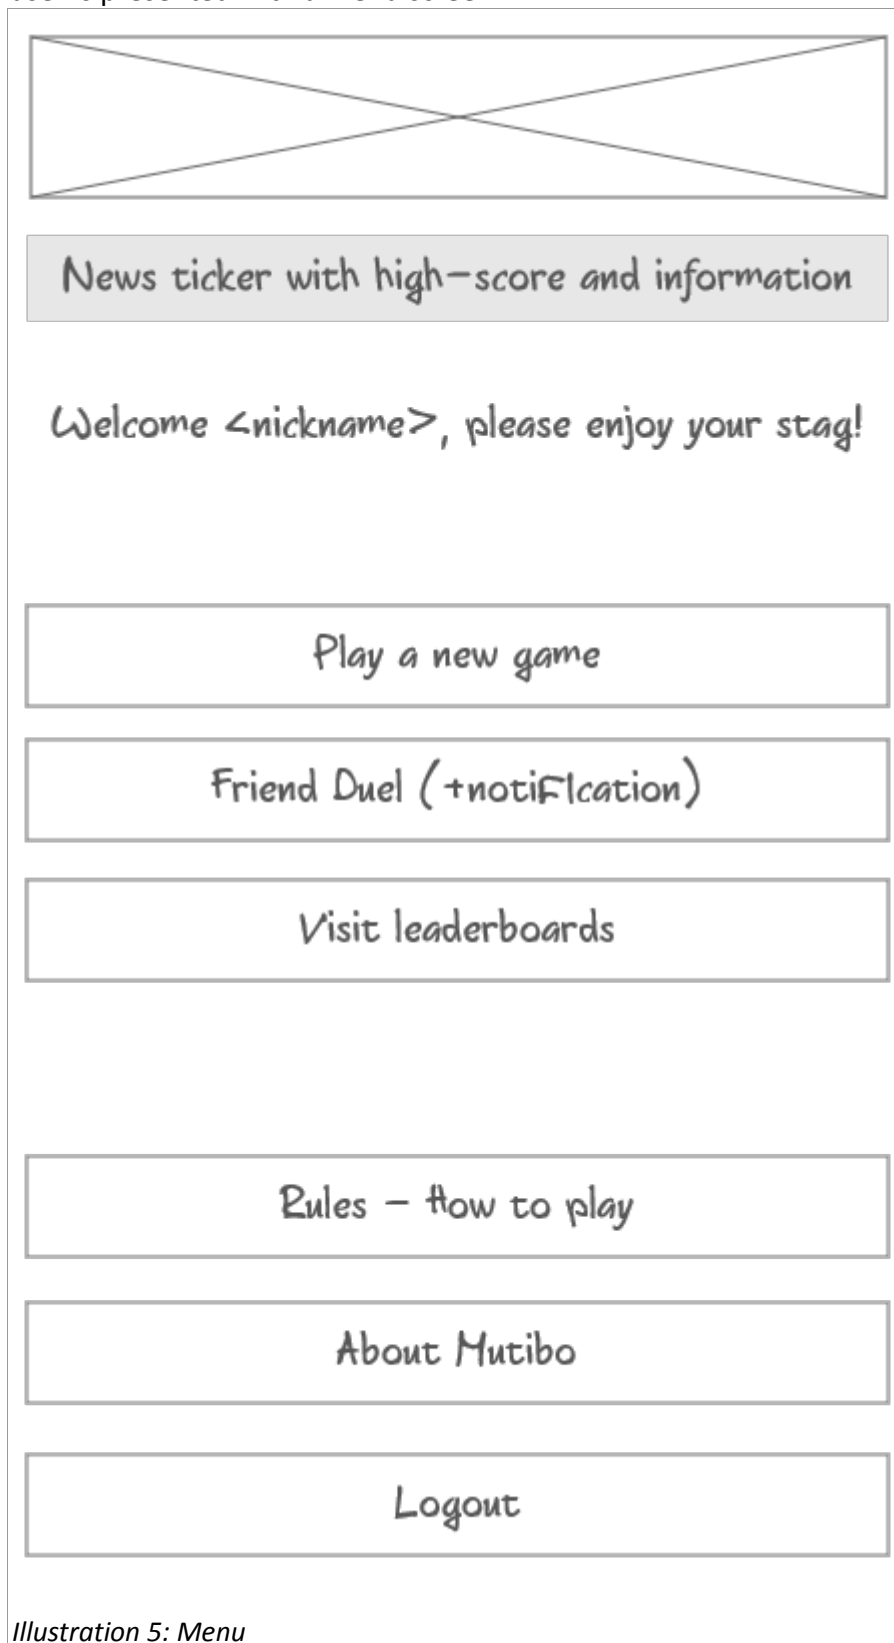 News ticker with high-score and information
Welcome <nickname>, please enjoy your stag!
Play a new game
Friend Duel (+notification)
Visit leaderboards
Rules - How to play
About Mutibo
Logout
Illustration 5: Menu